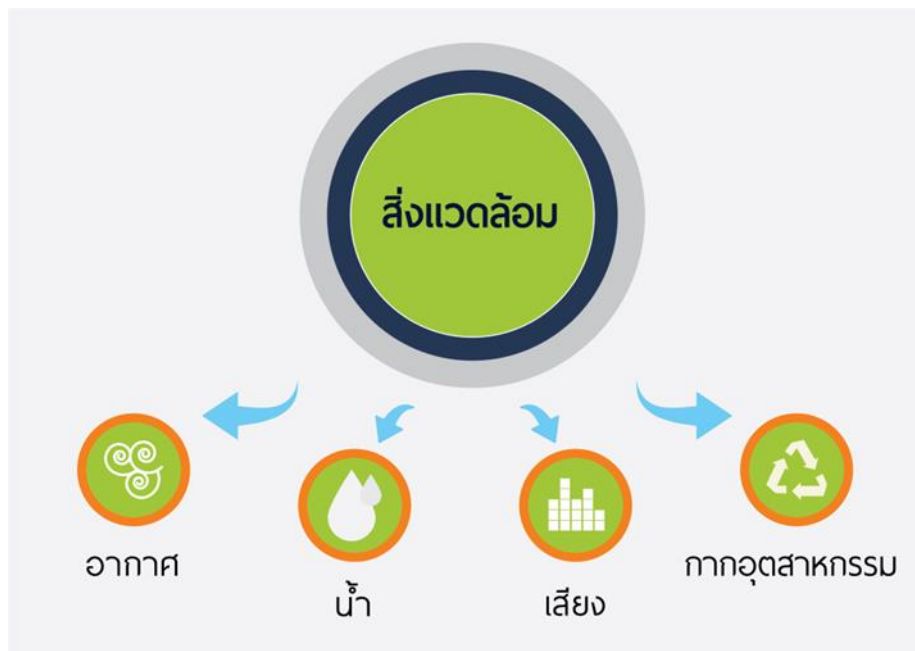 สิ่งแวดล้อม
อากาศ
น้ำ
เสียง
กากอุตสาหกรรม